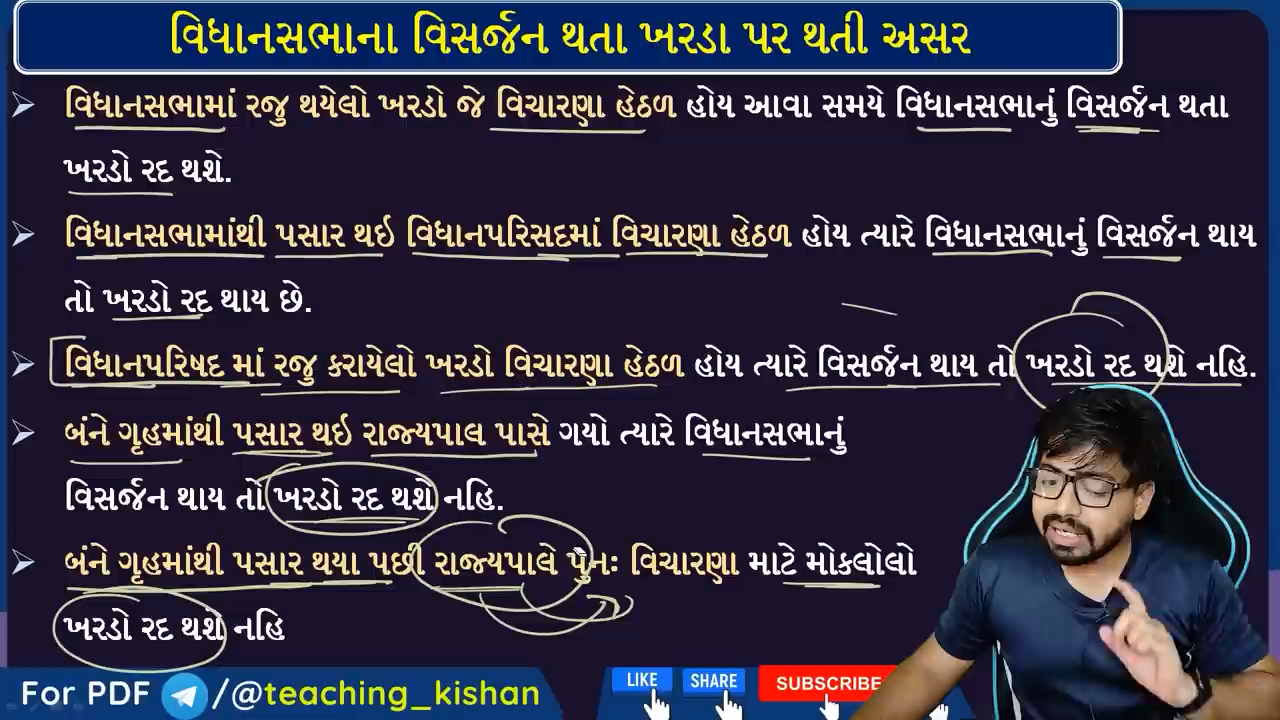 વિધાનસભાના વિસર્જન થતા ખરડા પર થતી અસર
➢ વિધાનસભામાં રજુ થયેલો ખરડો જે વિચારણા હેઠળ હોય આવા સમયે વિધાનસભાનું વિસર્જન થતા
ખરડો રદ થશે.
➢ વિધાનસભામાંથી પસાર થઇ વિધાનપરિસદમાં વિચારણા હેઠળ હોય ત્યારે વિધાનસભાનું વિસર્જન થાય
તો ખરડો રદ થાય છે.
➢ વિધાનપરિષદ માં રજુ કરાયેલો ખરડો વિચારણા હેઠળ હોય ત્યારે વિસર્જન થાય તો ખરડો રદ થશે નહિ.
➢ બંને ગૃહમાંથી પસાર થઇ રાજ્યપાલ પાસે ગયો ત્યારે વિધાનસભાનું
વિસર્જન થાય તો ખરડો રદ થશે નહિ.
➢ બંને ગૃહમાંથી પસાર થયા પછી રાજ્યપાલે પુનઃ વિચારણા માટે મોકલોલો
ખરડો રદ થશે નહિ
For PDF /@teaching_kishan
LIKE SHARE SUBSCRIBE